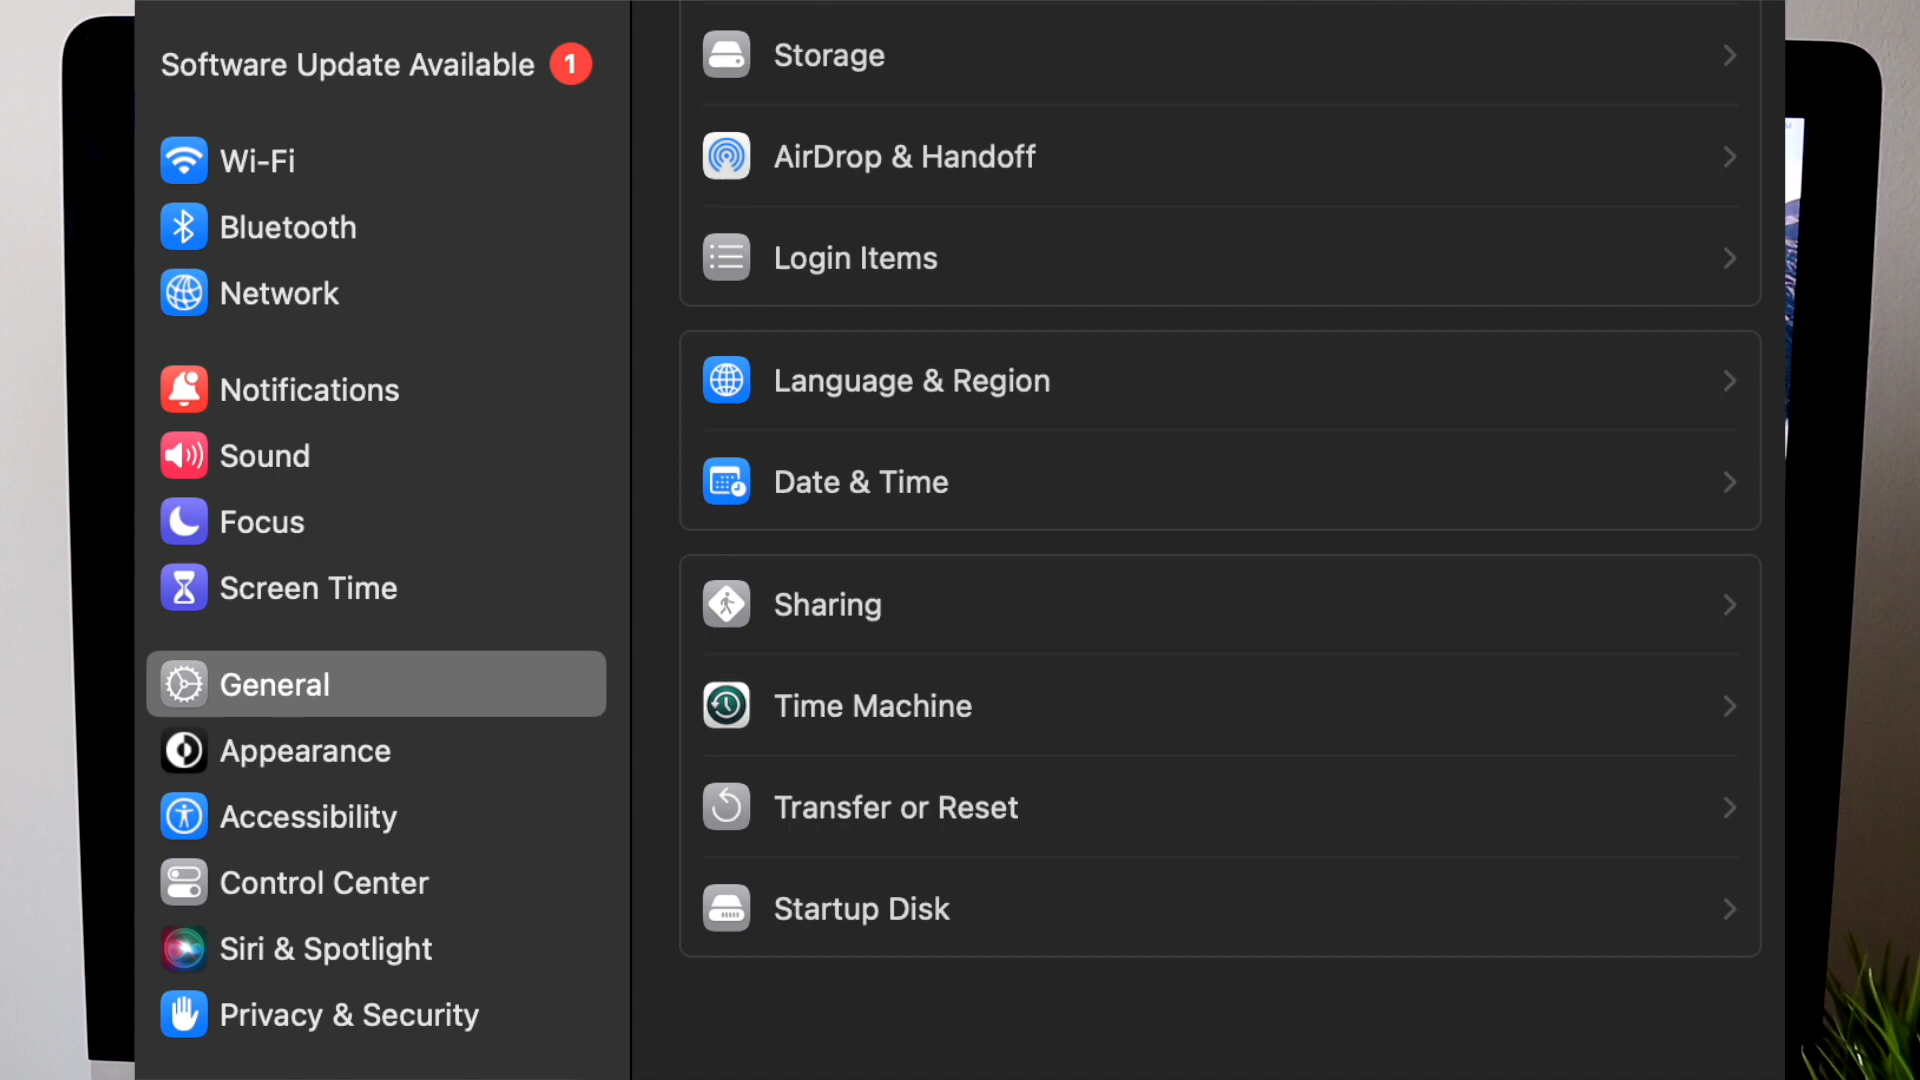 Software Update Available 1
Wi-Fi
Bluetooth
Network
Notifications
Sound
Focus
Screen Time
General
Appearance
Accessibility
Control Center
Siri & Spotlight
Privacy & Security
Storage
AirDrop & Handoff
Login Items
Language & Region
Date & Time
Sharing
Time Machine
Transfer or Reset
Startup Disk